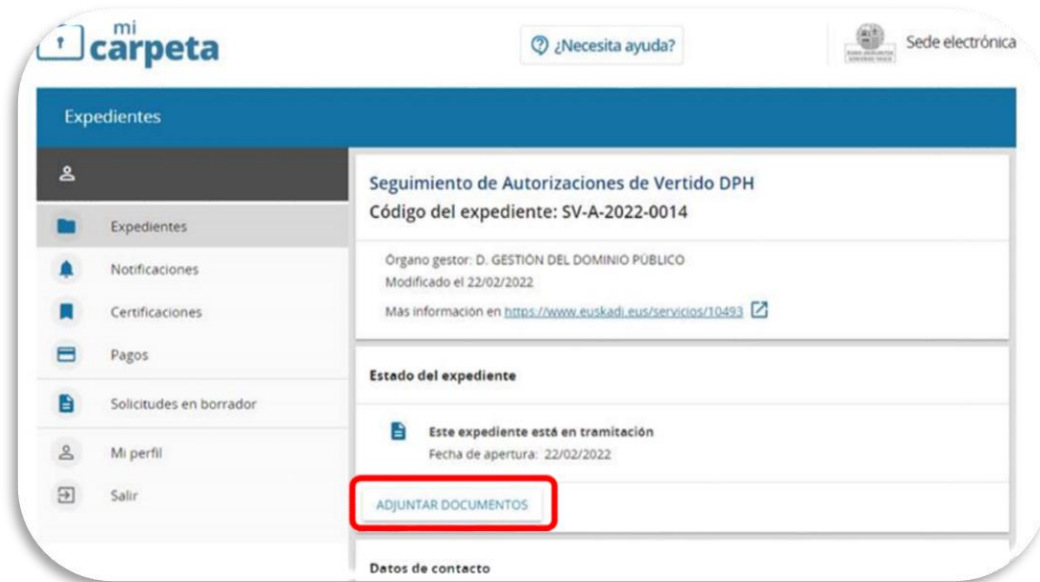 mi
carpeta
¿Necesita ayuda?
Sede electrónica
Expedientes
Expedientes
Notificaciones
Certificaciones
Pagos
Solicitudes en borrador
Mi perfil
Salir
Seguimiento de Autorizaciones de Vertido DPH
Código del expediente: SV-A-2022-0014
Órgano gestor: D. GESTIÓN DEL DOMINIO PÚBLICO
Modificado el 22/02/2022
Más información en https://www.euskadi.eus/servicios/10493
Estado del expediente
Este expediente está en tramitación
Fecha de apertura: 22/02/2022
ADJUNTAR DOCUMENTOS
Datos de contacto